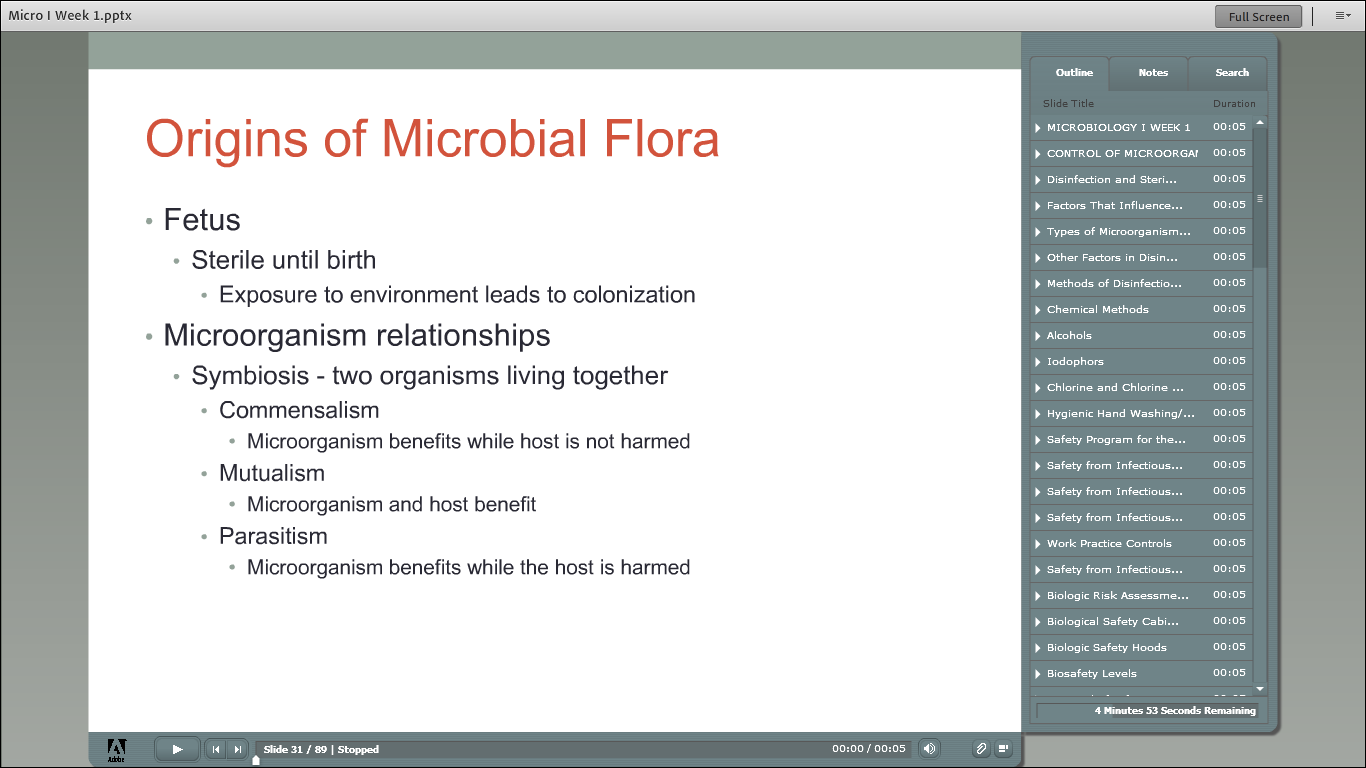 Micro I Week 1.pptx
Full Screen
Origins of Microbial Flora
• Fetus
• Sterile until birth
• Exposure to environment leads to colonization
• Microorganism relationships
• Symbiosis - two organisms living together
• Commensalism
• Microorganism benefits while host is not harmed
• Mutualism
• Microorganism and host benefit
• Parasitism
• Microorganism benefits while the host is harmed
Outline Notes Search
Slide Title Duration
MICROBIOLOGY I WEEK 1 00:05
CONTROL OF MICROORGAN 00:05
Disinfection and Steri... 00:05
Factors That Influence... 00:05
Types of Microorganism... 00:05
Other Factors in Disin... 00:05
Methods of Disinfectio... 00:05
Chemical Methods 00:05
Alcohols 00:05
Iodophors 00:05
Chlorine and Chlorine ... 00:05
Hygienic Hand Washing/... 00:05
Safety Program for the... 00:05
Safety from Infectious... 00:05
Safety from Infectious... 00:05
Safety from Infectious... 00:05
Work Practice Controls 00:05
Safety from Infectious... 00:05
Biologic Risk Assessme... 00:05
Biological Safety Cabi... 00:05
Biologic Safety Hoods 00:05
Biosafety Levels 00:05
4 Minutes 53 Seconds Remaining
Adobe
Slide 31 / 89 | Stopped 00:00 / 00:05